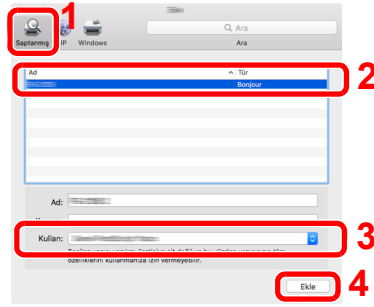 1
Ara
Saptanmış IP Windows Ara
Ad Tür
Bonjour
2
Ad:
Kullan:
3
özelliklerini kullanmanıza izin vermeyebilir.
Ekle
4